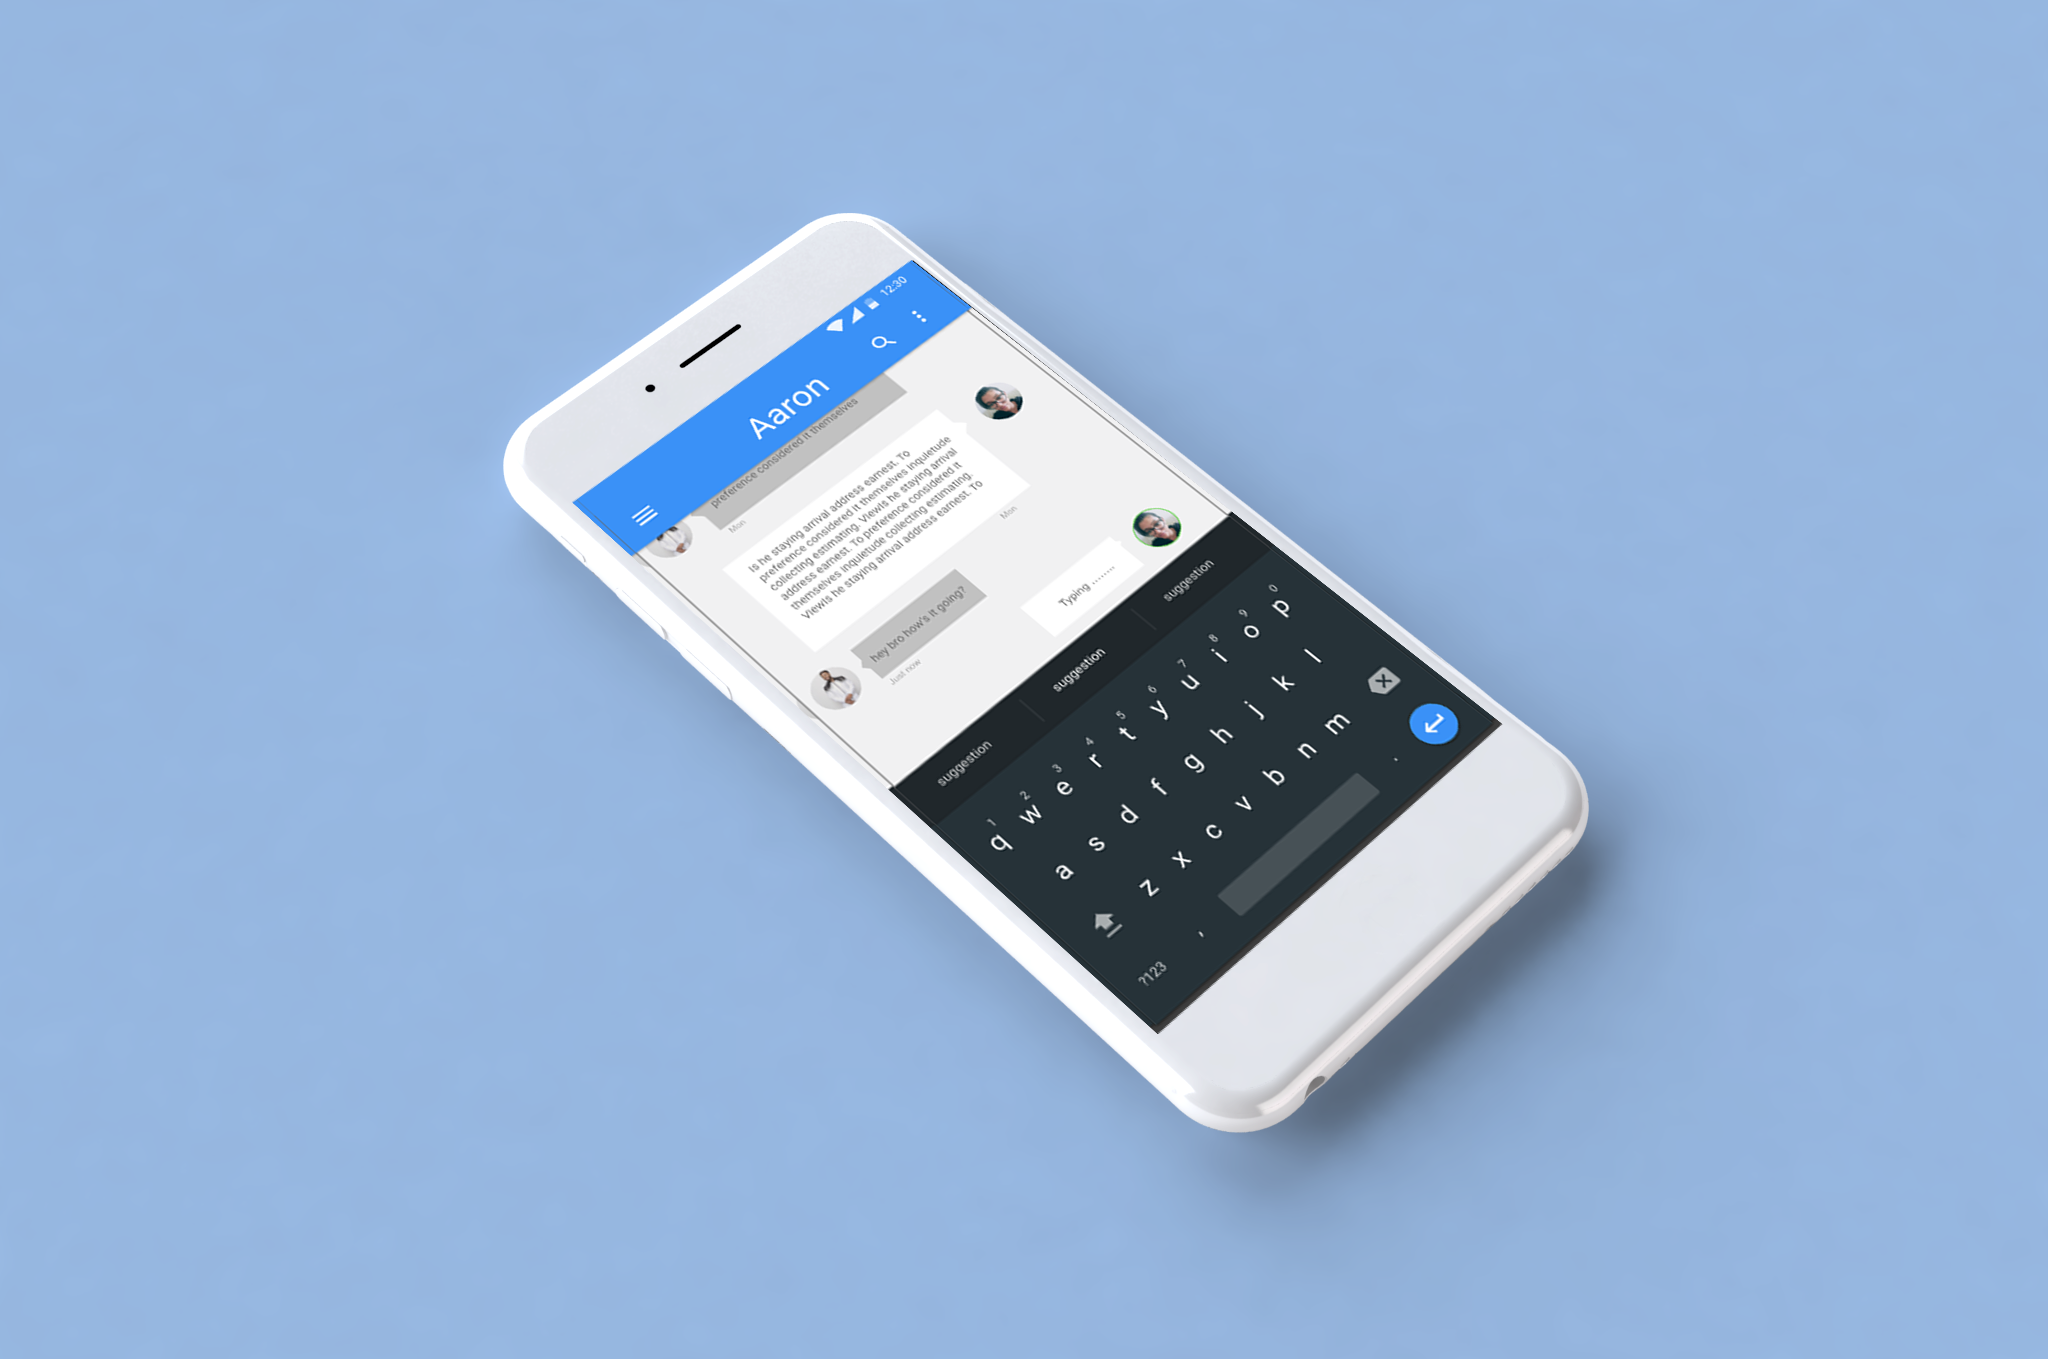 12:30
Aaron
preference considered it themselves
Mon
Is he staying arrival address earnest. To
preference considered it themselves inquietude
collecting estimating. Viewls he staying arrival
address earnest. To preference considered it
themselves inquietude collecting estimating.
Viewls he staying arrival address earnest. To
Mon
Typing ........
hey bro how's it going?
Just now
suggestion suggestion suggestion
1 2 3 4 5 6 7 8 9 0
q w e r t y u i o p
a s d f g h j k l
z x c v b n m
?123 , .